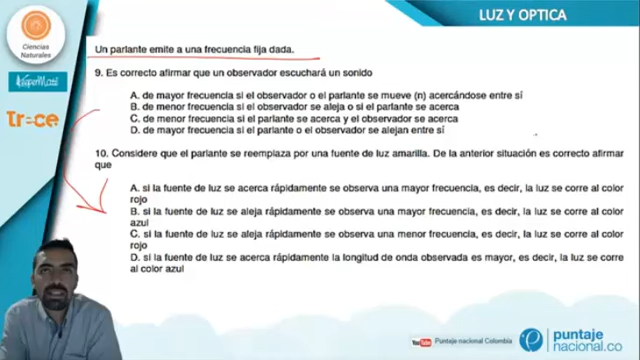 LUZ Y OPTICA
Ciencias
Naturales
Un parlante emite a una frecuencia fija dada.
9. Es correcto afirmar que un observador escuchará un sonido
A. de mayor frecuencia si el observador o el parlante se mueve (n) acercándose entre sí
B. de menor frecuencia si el observador se aleja o si el parlante se acerca
C. de menor frecuencia si el parlante se acerca y el observador se acerca
D. de mayor frecuencia si el parlante o el observador se alejan entre sí
10. Considere que el parlante se reemplaza por una fuente de luz amarilla. De la anterior situación es correcto afirmar
que
A. si la fuente de luz se acerca rápidamente se observa una mayor frecuencia, es decir, la luz se corre al color
rojo
B. si la fuente de luz se aleja rápidamente se observa una mayor frecuencia, es decir, la luz se corre al color
azul
C. si la fuente de luz se aleja rápidamente se observa una menor frecuencia, es decir, la luz se corre al color
rojo
D. si la fuente de luz se acerca rápidamente la longitud de onda observada es mayor, es decir, la luz se corre
al color azul
You Tube Puntaje nacional Colombia
puntaje
nacional.co